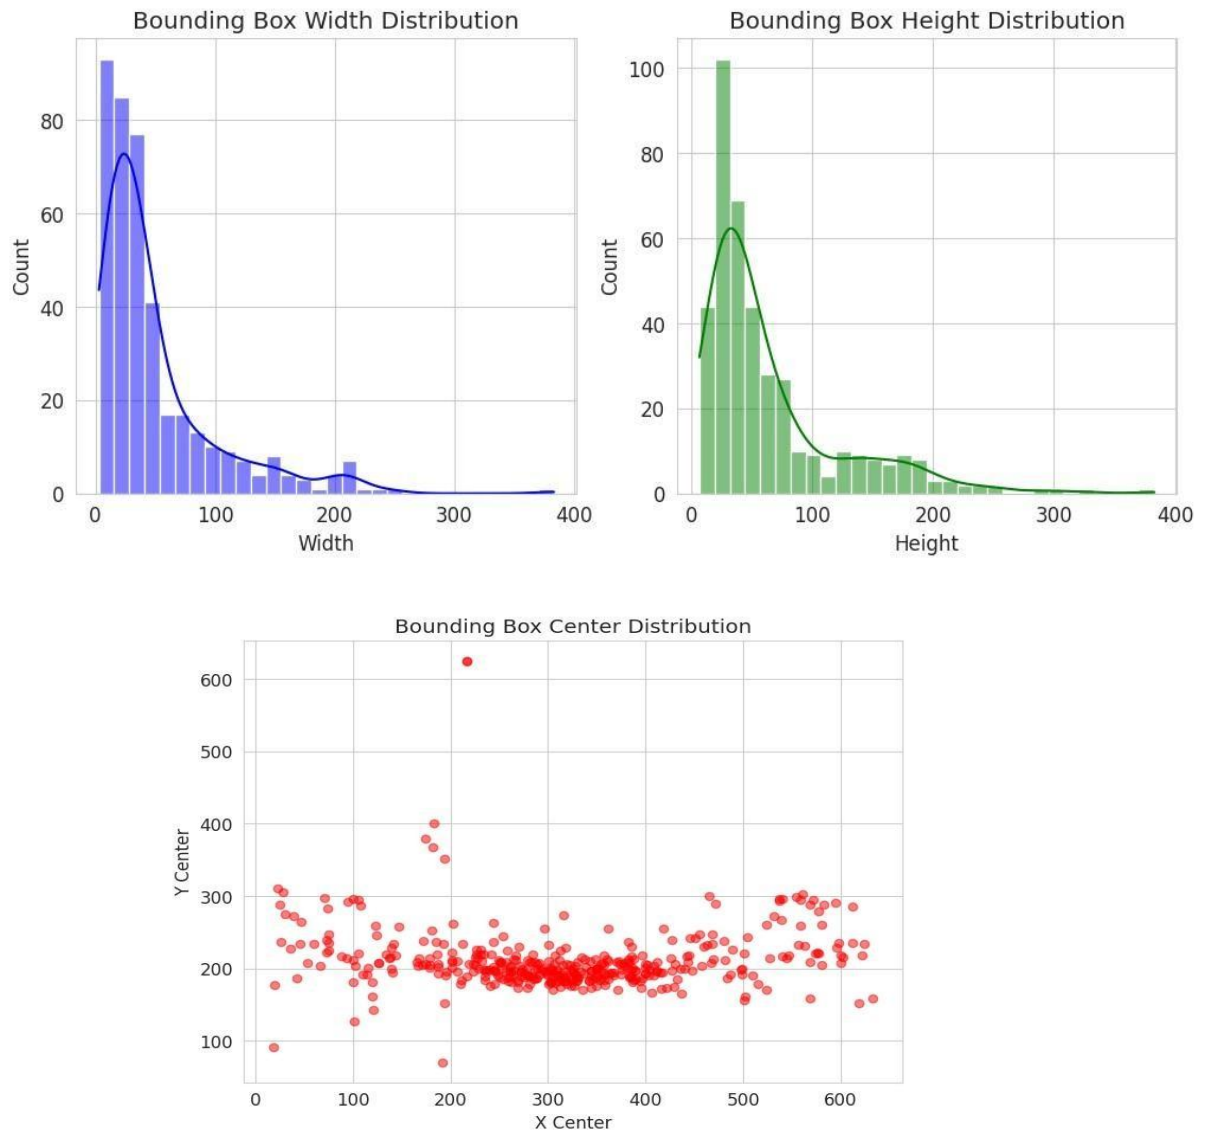 Bounding Box Width Distribution
Count
80
60
40
20
0
0 100 200 300 400
Width
Bounding Box Height Distribution
Count
100
80
60
40
20
0
0 100 200 300 400
Height
Bounding Box Center Distribution
Y Center
600
500
400
300
200
100
0 100 200 300 400 500 600
X Center